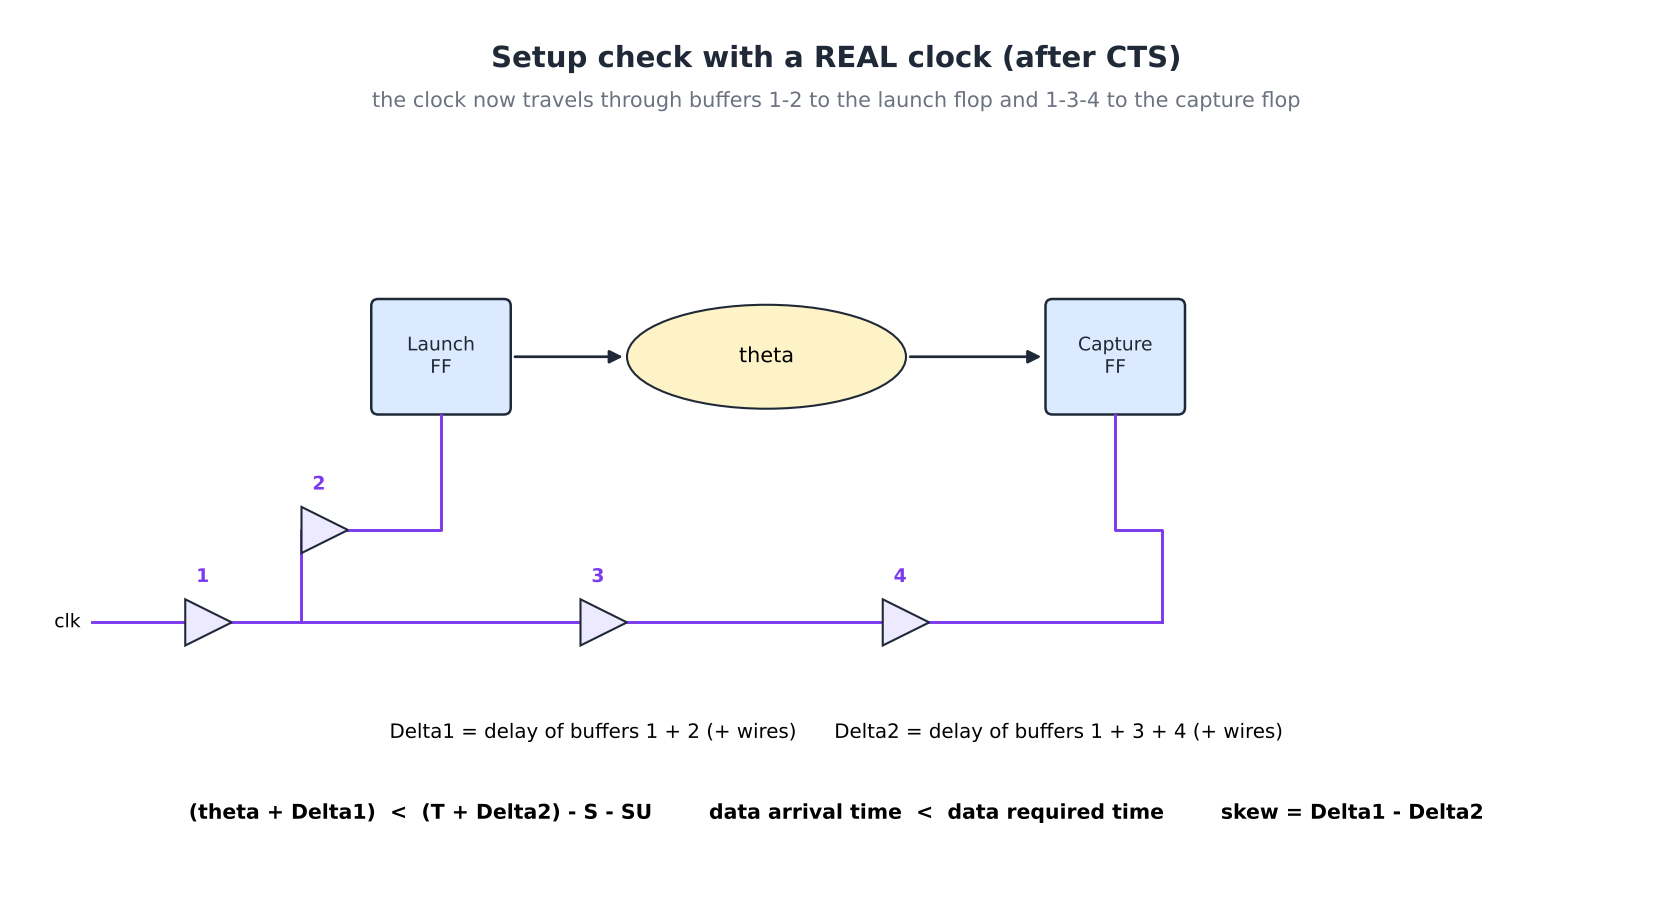 Setup check with a REAL clock (after CTS)
the clock now travels through buffers 1-2 to the launch flop and 1-3-4 to the capture flop
Launch
FF
theta
Capture
FF
2
1
3
4
clk
Delta1 = delay of buffers 1 + 2 (+ wires)
Delta2 = delay of buffers 1 + 3 + 4 (+ wires)
(theta + Delta1) < (T + Delta2) - S - SU
data arrival time < data required time
skew = Delta1 - Delta2